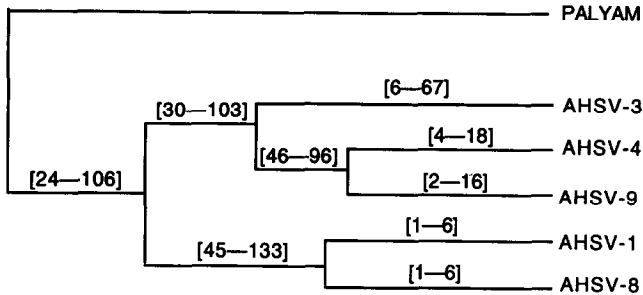 PALYAM
[6—67]
[30—103]
AHSV-3
[4—18]
[46—96]
AHSV-4
[24—106]
[2—16]
AHSV-9
[1—6]
[45—133]
AHSV-1
[1—6]
AHSV-8